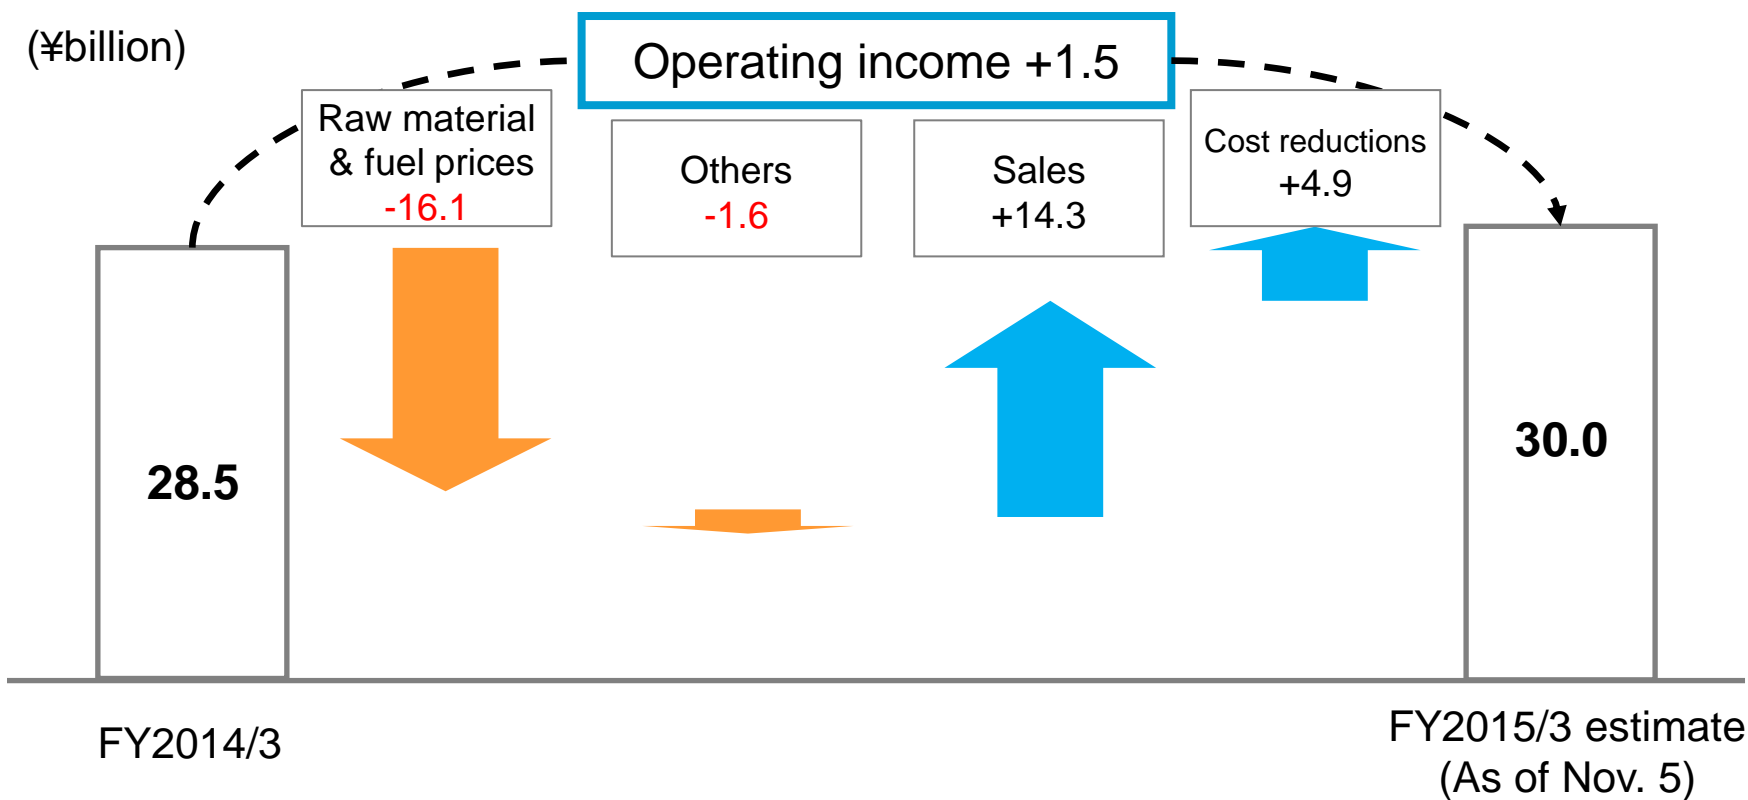 (¥billion)
Operating income +1.5
Raw material
& fuel prices
-16.1
Others
-1.6
Sales
+14.3
Cost reductions
+4.9
28.5
30.0
FY2014/3
FY2015/3 estimate
(As of Nov. 5)